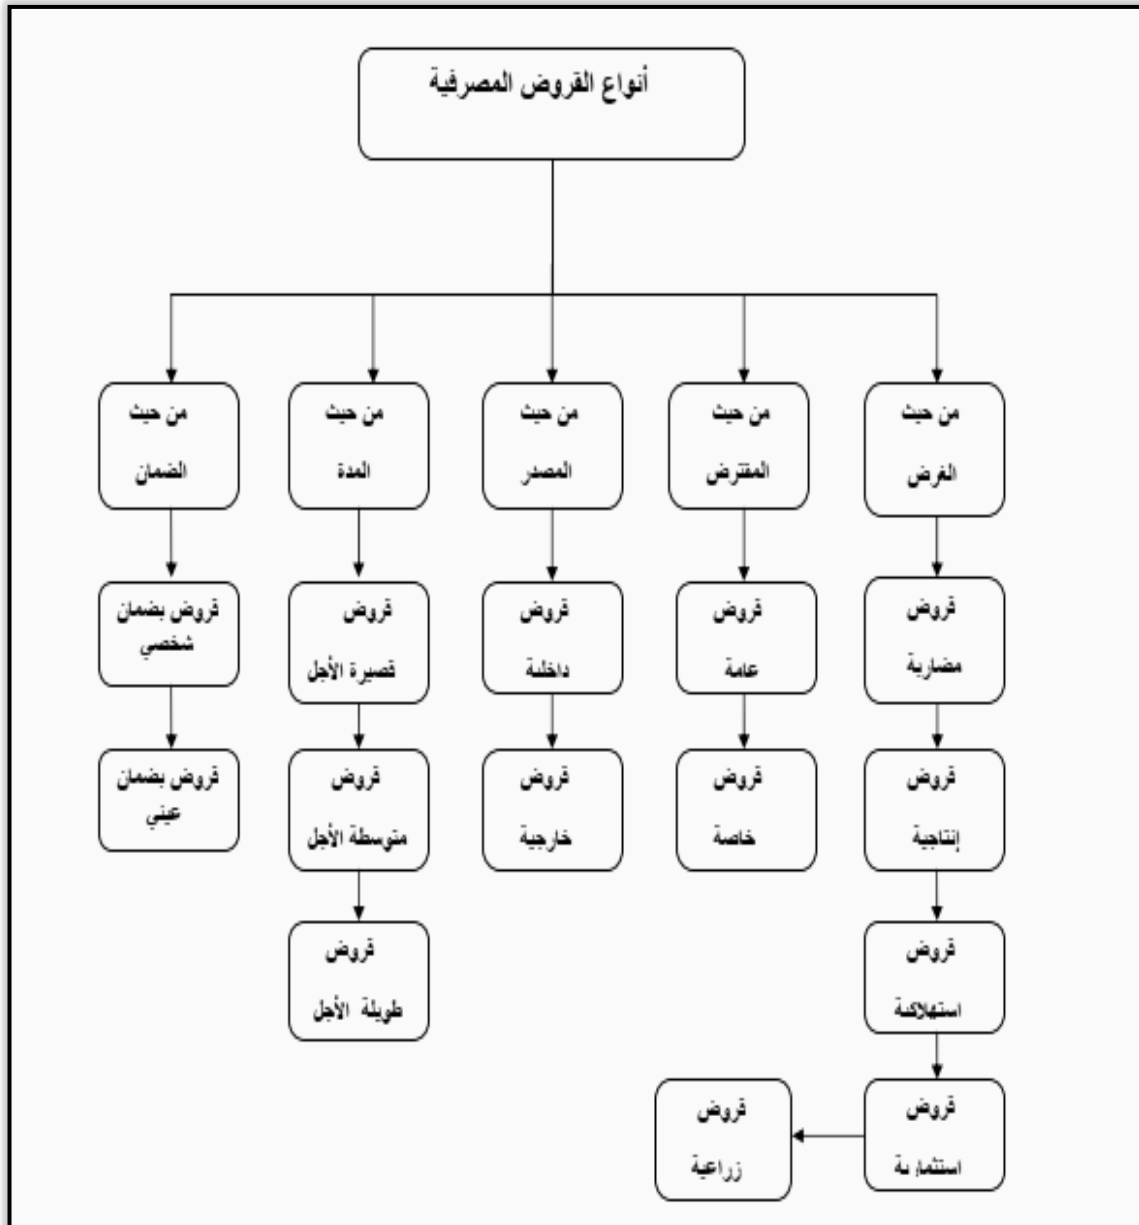 أنواع القروض المصرفية
من حيث
الغرض
من حيث
المقترض
من حيث
المصدر
من حيث
المدة
من حيث
الضمان
قروض
مضاربة
قروض
عامة
قروض
داخلية
قروض
قصيرة الأجل
قروض بضمان
شخصي
قروض
إنتاجية
قروض
خاصة
قروض
خارجية
قروض
متوسطة الأجل
قروض بضمان
عيني
قروض
استهلاكية
قروض
طويلة الأجل
قروض
استثمارية
قروض
زراعية